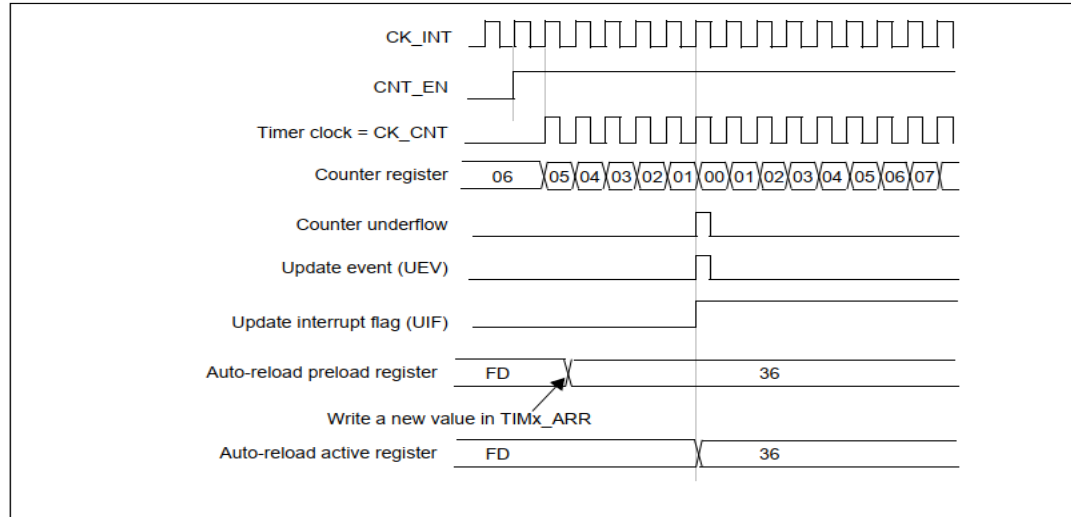 CK_INT
CNT_EN
Timer clock = CK_CNT
Counter register 06 05 04 03 02 01 00 01 02 03 04 05 06 07
Counter underflow
Update event (UEV)
Update interrupt flag (UIF)
Auto-reload preload register FD 36
Write a new value in TIMx_ARR
Auto-reload active register FD 36